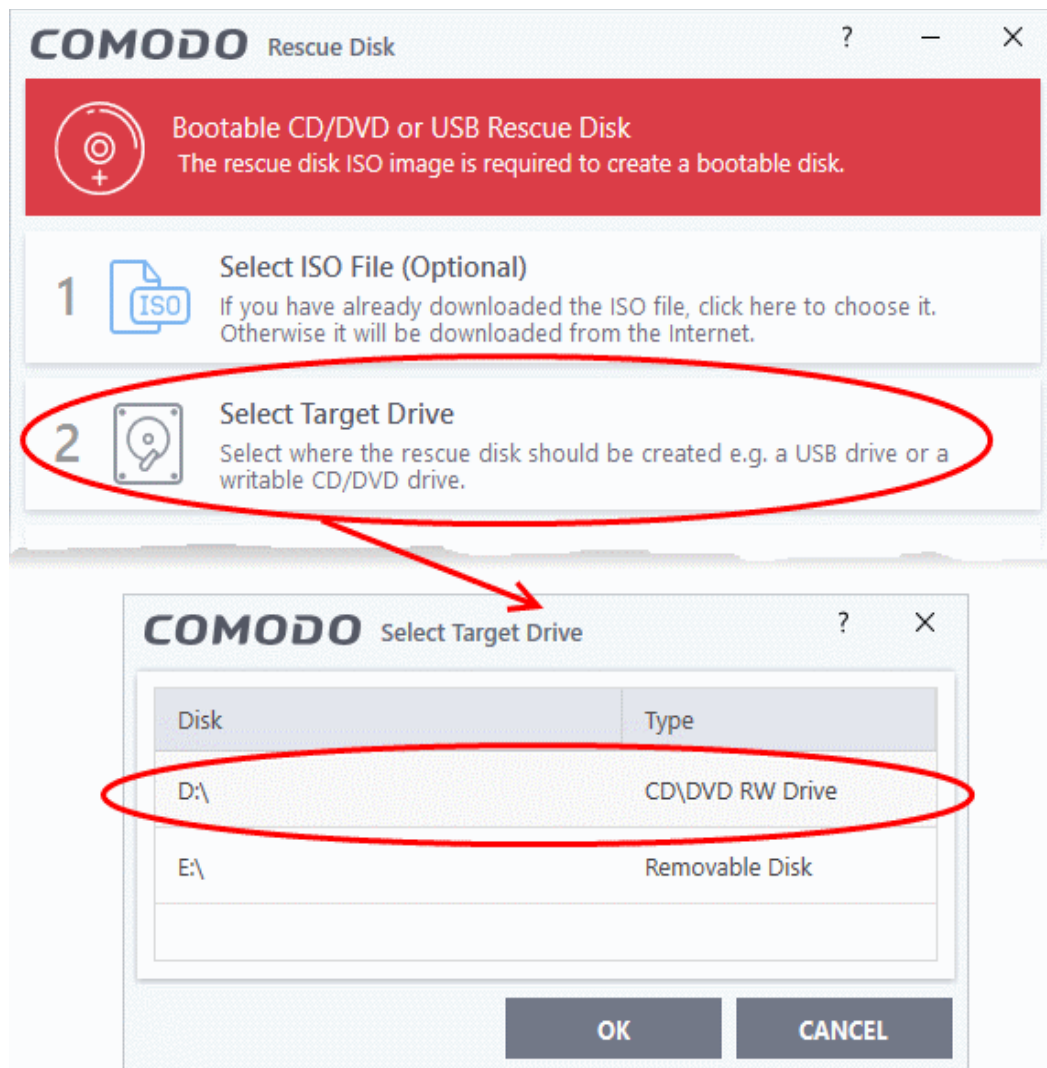 COMODO Rescue Disk ?
Bootable CD/DVD or USB Rescue Disk
The rescue disk ISO image is required to create a bootable disk.
1
ISO
Select ISO File (Optional)
If you have already downloaded the ISO file, click here to choose it.
Otherwise it will be downloaded from the Internet.
2
Select Target Drive
Select where the rescue disk should be created e.g. a USB drive or a
writable CD/DVD drive.
COMODO Select Target Drive ?
Disk Type
D:\ CD\DVD RW Drive
E:\ Removable Disk
OK CANCEL